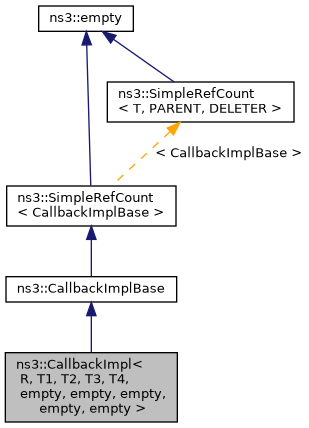 ns3::empty
ns3::SimpleRefCount
< T, PARENT, DELETER >
< CallbackImplBase >
ns3::SimpleRefCount
< CallbackImplBase >
ns3::CallbackImplBase
ns3::CallbackImpl<
R, T1, T2, T3, T4,
empty, empty, empty,
empty, empty >